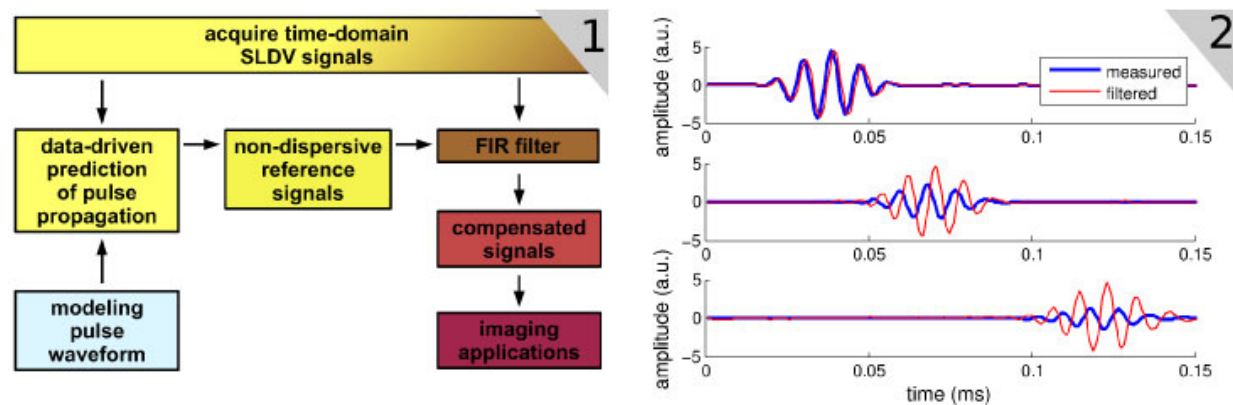 acquire time-domain
SLDV signals
1
data-driven
prediction
of pulse
propagation
non-dispersive
reference
signals
FIR filter
compensated
signals
modeling
pulse
waveform
imaging
applications
2
amplitude (a.u.)
5
0
−5
measured
filtered
0 0.05 0.1 0.15
amplitude (a.u.)
5
0
−5
0 0.05 0.1 0.15
amplitude (a.u.)
5
0
−5
0 0.05 0.1 0.15
time (ms)